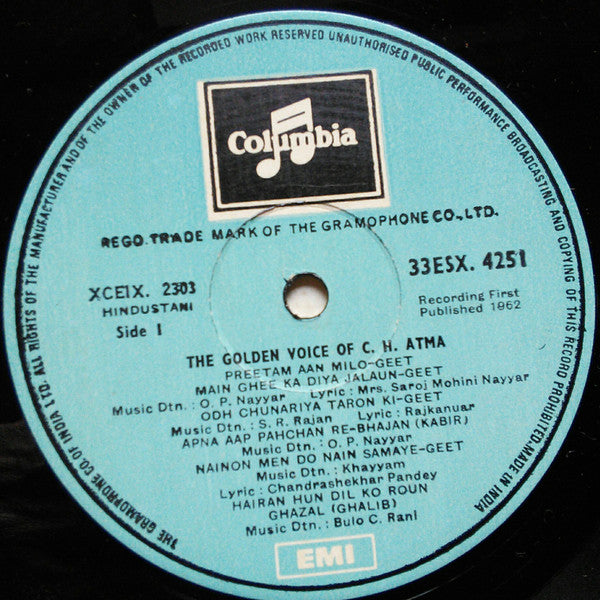 THE GRAMOPHONE CO. OF INDIA LTD. ALL RIGHTS OF THE MANUFACTURER AND OF THE OWNER OF THE RECORDED WORK RESERVED UNAUTHORISED PUBLIC PERFORMANCE BROADCASTING AND COPYING OF THIS RECORD PROHIBITED. MADE IN INDIA
Columbia
REGD. TRADE MARK OF THE GRAMOPHONE CO., LTD.
XCEIX. 2303
33ESX. 4251
HINDUSTANI
Recording First
Side I
Published 1962
THE GOLDEN VOICE OF C. H. ATMA
PREETAM AAN MILO-GEET
MAIN GHEE KA DIYA JALAUN-GEET
Music Dtn. : O. P. Nayyar Lyric: Mrs. Saroj Mohini Nayyar
ODH CHUNARIYA TARON KI-GEET
Music Dtn. : S. R. Rajan Lyric: Rajkanuar
APNA AAP PAHCHAN RE-BHAJAN (KABIR)
Music Dtn. : O. P. Nayyar
NAINON MEN DO NAIN SAMAYE-GEET
Music Dtn. : Khayyam
Lyric : Chandrashekhar Pandey
HAIRAN HUN DIL KO ROUN
GHAZAL (GHALIB)
Music Dtn. : Bulo C. Rani
EMI